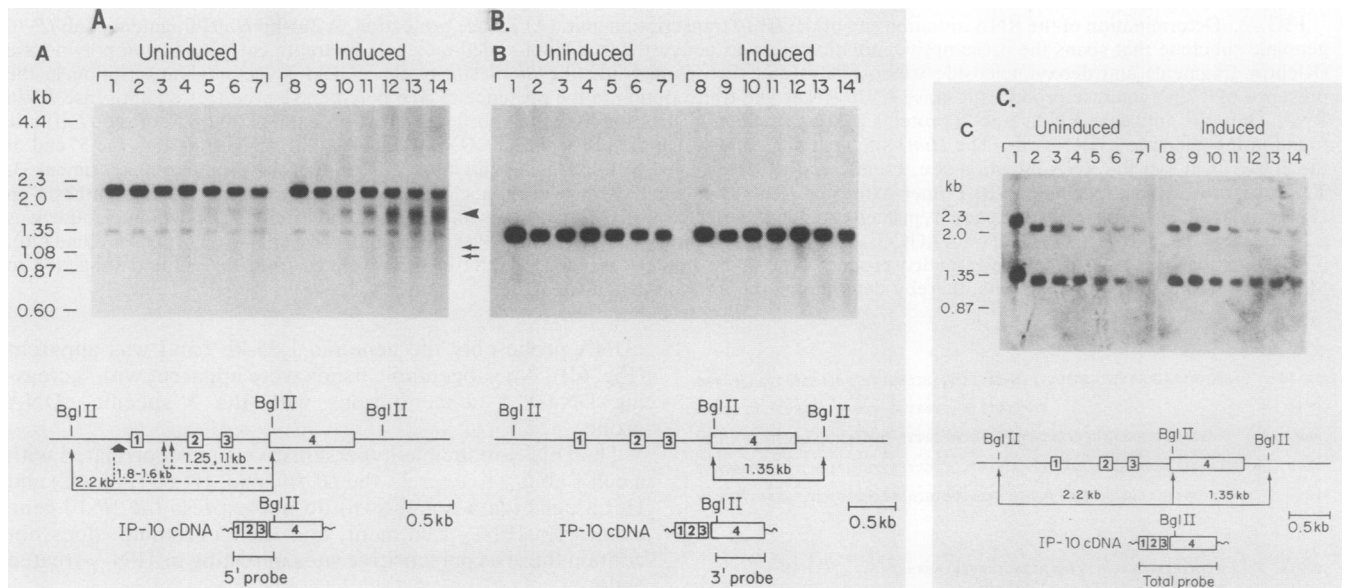 A.
A
Uninduced Induced
kb
1 2 3 4 5 6 7 8 9 10 11 12 13 14
4.4
2.3
2.0
1.35
1.08
0.87
0.60
Bgl II Bgl II Bgl II
1 2 3 4
1.25, 1.1 kb
1.8-1.6 kb
2.2 kb
0.5kb
Bgl II
IP-10 cDNA 1 2 3 4
5' probe
B.
B
Uninduced Induced
1 2 3 4 5 6 7 8 9 10 11 12 13 14
Bgl II Bgl II Bgl II
1 2 3 4
1.35 kb
0.5 kb
Bgl II
IP-10 cDNA 1 2 3 4
3' probe
C.
C
Uninduced Induced
1 2 3 4 5 6 7 8 9 10 11 12 13 14
kb
2.3
2.0
1.35
0.87
Bgl II Bgl II Bgl II
1 2 3 4
2.2 kb 1.35 kb
0.5 kb
Bgl II
IP-10 cDNA 1 2 3 4
Total probe